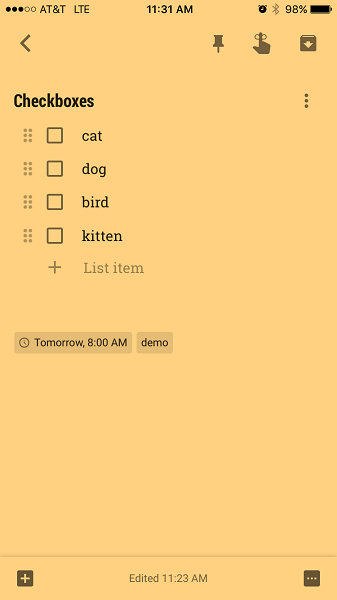 AT&T LTE 11:31 AM 98%
Checkboxes
cat
dog
bird
kitten
List item
Tomorrow, 8:00 AM demo
Edited 11:23 AM